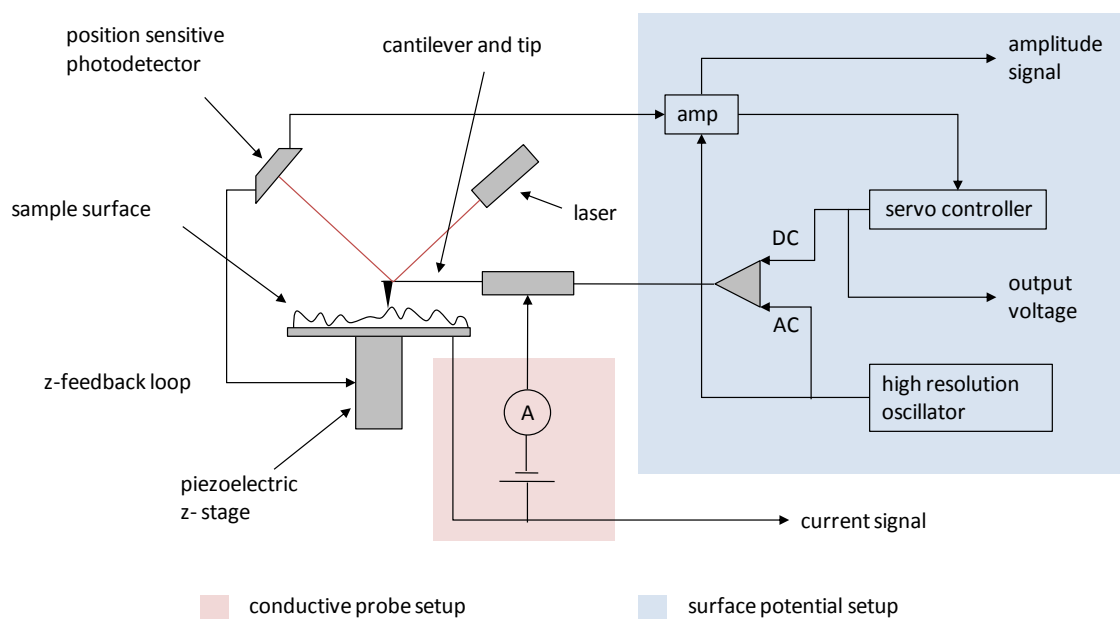 position sensitive
photodetector
cantilever and tip
amplitude
signal
amp
sample surface
laser
servo controller
DC
output
voltage
AC
z-feedback loop
high resolution
oscillator
A
piezoelectric
z- stage
current signal
conductive probe setup
surface potential setup